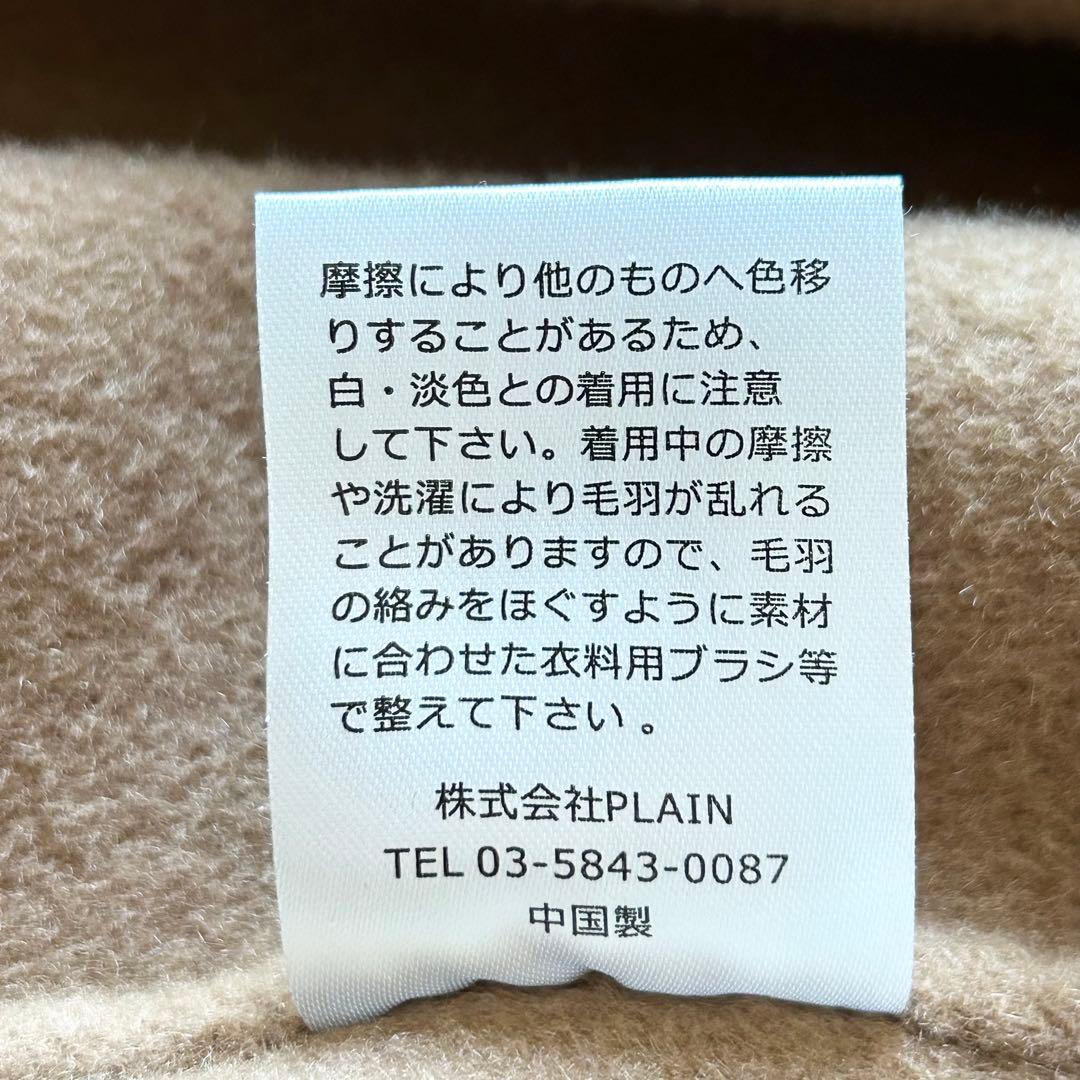 摩擦により他のものへ色移
りすることがあるため、
白・淡色との着用に注意
して下さい。着用中の摩擦
や洗濯により毛羽が乱れる
ことがありますので、毛羽
の絡みをほぐすように素材
に合わせた衣料用ブラシ等
で整えて下さい。
株式会社PLAIN
TEL 03-5843-0087
中国製